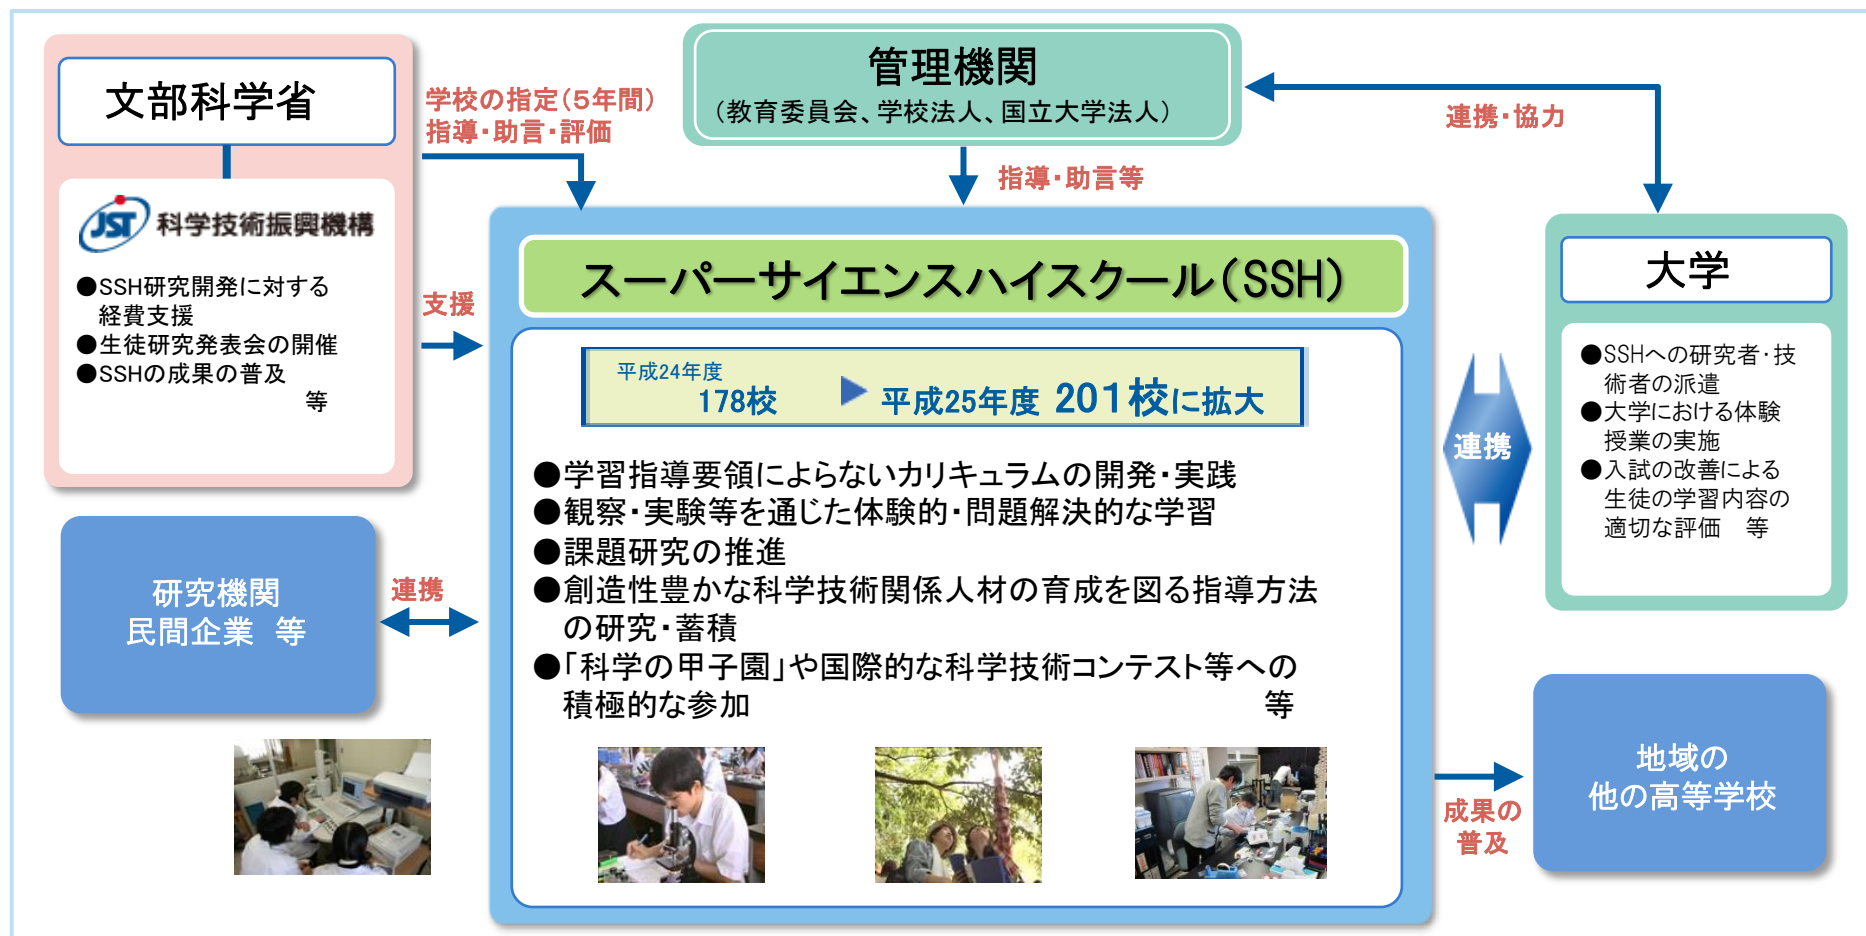 文部科学省
JST 科学技術振興機構
●SSH研究開発に対する
経費支援
●生徒研究発表会の開催
●SSHの成果の普及
等
学校の指定(5年間)
指導・助言・評価
支援
管理機関
(教育委員会、学校法人、国立大学法人)
指導・助言等
連携・協力
スーパーサイエンスハイスクール(SSH)
平成24年度
178校
平成25年度 201校に拡大
●学習指導要領によらないカリキュラムの開発・実践
●観察・実験等を通じた体験的・問題解決的な学習
●課題研究の推進
●創造性豊かな科学技術関係人材の育成を図る指導方法
の研究・蓄積
●「科学の甲子園」や国際的な科学技術コンテスト等への
積極的な参加 等
連携
大学
●SSHへの研究者・技
術者の派遣
●大学における体験
授業の実施
●入試の改善による
生徒の学習内容の
適切な評価 等
研究機関
民間企業 等
連携
成果の
普及
地域の
他の高等学校